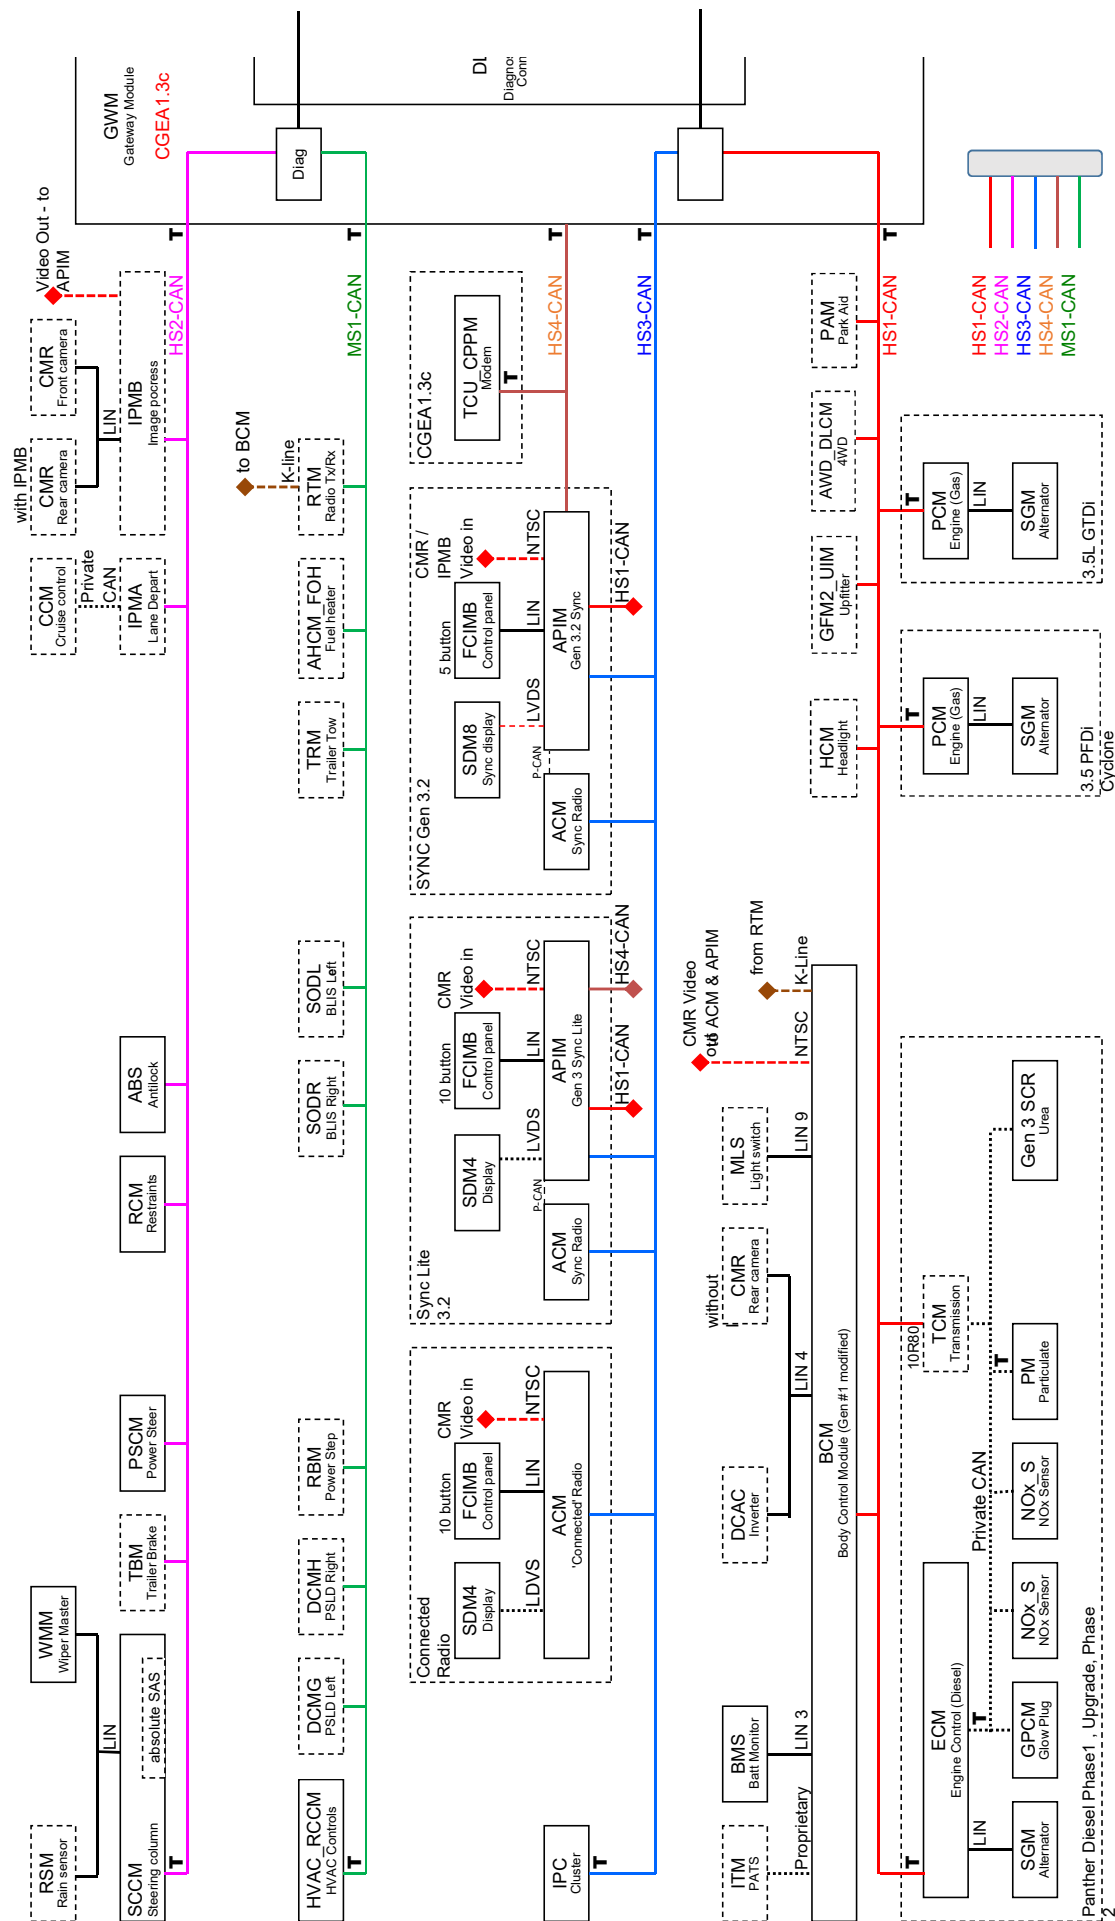 GWM
Gateway Module
CGEA1.3c
Diag
DI
Diagno
Conn
Video Out - to
APIM
CMR
Front camera
with IPMB
CMR
Rear camera
LIN
IPMB
Image pocress
CCM
Cruise control
Private
CAN
IPMA
Lane Depart
ABS
Antilock
RCM
Restraints
PSCM
Power Steer
TBM
Trailer Brake
WMM
Wiper Master
RSM
Rain sensor
LIN
SCCM
Steering column
absolute SAS
T
T
HS2-CAN
to BCM
K-line
RTM
Radio Tx/Rx
AHCM_FOH
Fuel heater
TRM
Trailer Tow
SODL
BLIS Left
SODR
BLIS Right
RBM
Power Step
DCMH
PSLD Right
DCMG
PSLD Left
HVAC_RCCM
HVAC Controls
T
T
MS1-CAN
CGEA1.3c
TCU_CPPM
Modem
T
T
HS4-CAN
SYNC Gen 3.2
CMR /
IPMB
Video in
NTSC
5 button
FCIMB
Control panel
LIN
SDM8
Sync display
LVDS
P-CAN
APIM
Gen 3.2 Sync
HS1-CAN
ACM
Sync Radio
Sync Lite
3.2
CMR
Video in
NTSC
10 button
FCIMB
Control panel
LIN
SDM4
Display
LVDS
P-CAN
APIM
Gen 3 Sync Lite
HS4-CAN
HS1-CAN
ACM
Sync Radio
Connected
Radio
CMR
Video in
NTSC
10 button
FCIMB
Control panel
LIN
SDM4
Display
LDVS
ACM
'Connected' Radio
IPC
Cluster
T
T
HS3-CAN
from RTM
K-Line
CMR Video
out
ACM & APIM
NTSC
MLS
Light switch
LIN 9
without
CMR
Rear camera
DCAC
Inverter
LIN 4
BMS
Batt Monitor
LIN 3
ITM
PATS
Proprietary
BCM
Body Control Module (Gen #1 modified)
PAM
Park Aid
AWD_DLCM
4WD
GFM2_UIM
Upfitter
HCM
Headlight
T
HS1-CAN
T
PCM
Engine (Gas)
LIN
SGM
Alternator
3.5L GTDi
T
PCM
Engine (Gas)
LIN
SGM
Alternator
3.5 PFDi
Cyclone
10R80
TCM
Transmission
Gen 3 SCR
Urea
T
PM
Particulate
Private CAN
NOx_S
NOx Sensor
NOx_S
NOx Sensor
T
GPCM
Glow Plug
T
ECM
Engine Control (Diesel)
LIN
SGM
Alternator
Panther Diesel Phase1 , Upgrade, Phase
2
HS1-CAN
HS2-CAN
HS3-CAN
HS4-CAN
MS1-CAN